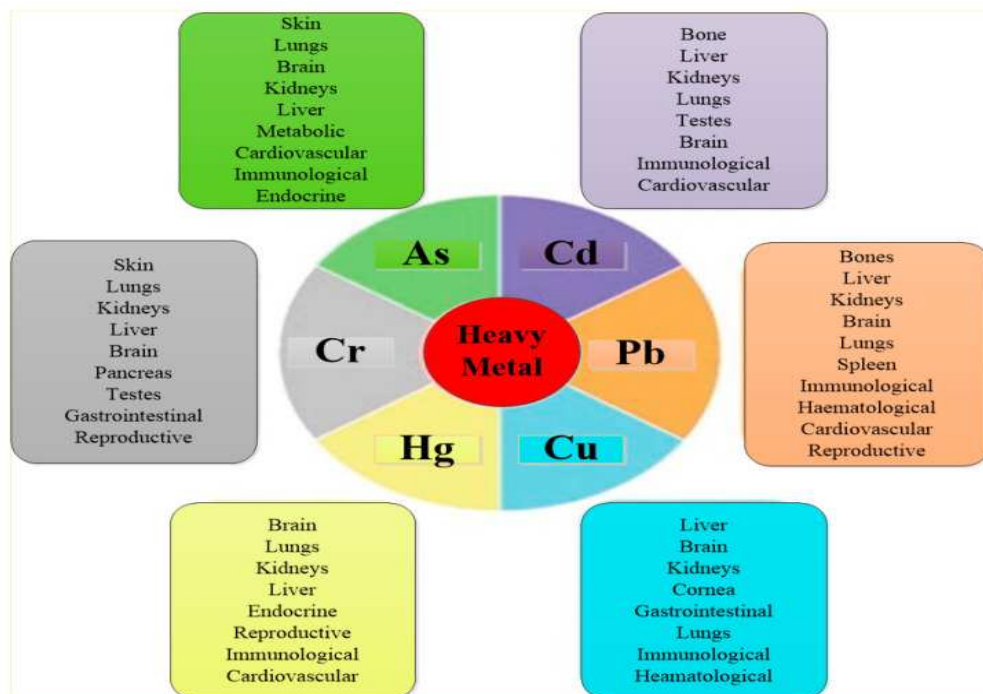 Skin
Lungs
Brain
Kidneys
Liver
Metabolic
Cardiovascular
Immunological
Endocrine
Bone
Liver
Kidneys
Lungs
Testes
Brain
Immunological
Cardiovascular
As
Cd
Skin
Lungs
Kidneys
Liver
Brain
Pancreas
Testes
Gastrointestinal
Reproductive
Cr
Heavy
Metal
Pb
Bones
Liver
Kidneys
Brain
Lungs
Spleen
Immunological
Haematological
Cardiovascular
Reproductive
Hg
Cu
Brain
Lungs
Kidneys
Liver
Endocrine
Reproductive
Immunological
Cardiovascular
Liver
Brain
Kidneys
Cornea
Gastrointestinal
Lungs
Immunological
Heamatological